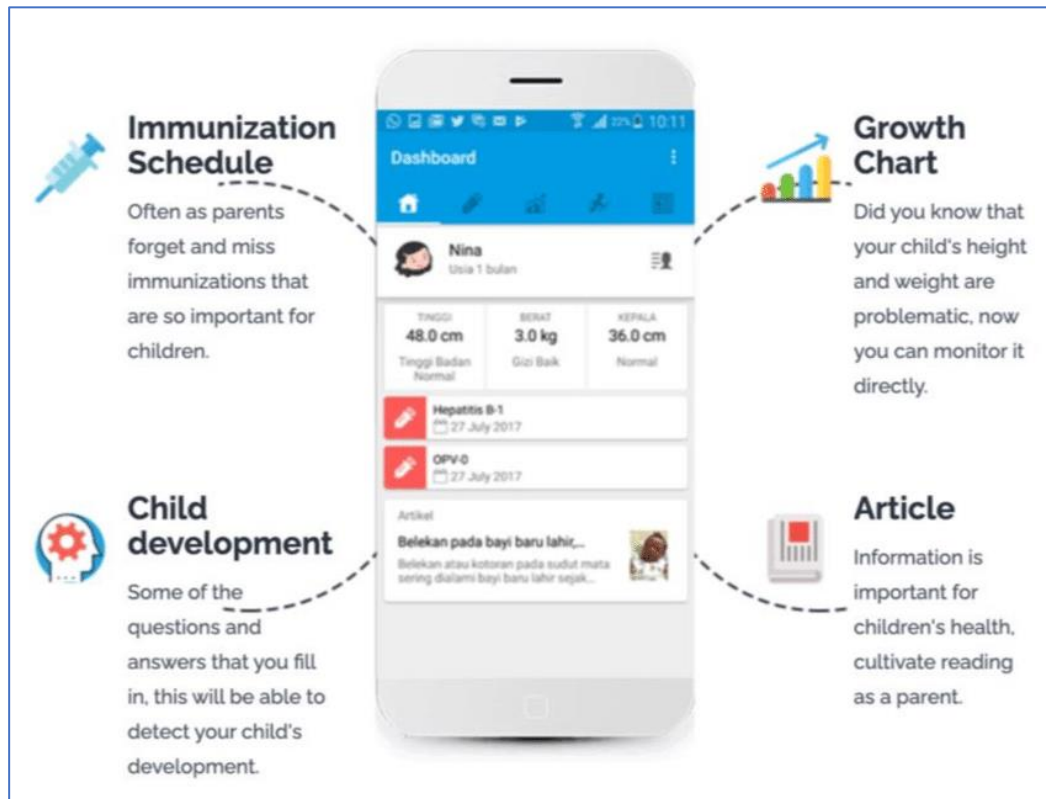 Immunization
Schedule
Often as parents
forget and miss
immunizations that
are so important for
children.
Child
development
Some of the
questions and
answers that you fill
in, this will be able to
detect your child's
development.
22% 10:11
Dashboard
Nina
Usia 1 bulan
TINGGI
48.0 cm
Tinggi Badan
Normal
BERAT
3.0 kg
Gizi Baik
KEPALA
36.0 cm
Normal
Hepatitis B-1
27 July 2017
OPV-0
27 July 2017
Artikel
Belekan pada bayi baru lahir,...
Belekan atau kotoran pada sudut mata
sering dialami bayi baru lahir sejak...
Growth
Chart
Did you know that
your child's height
and weight are
problematic, now
you can monitor it
directly.
Article
Information is
important for
children's health,
cultivate reading
as a parent.